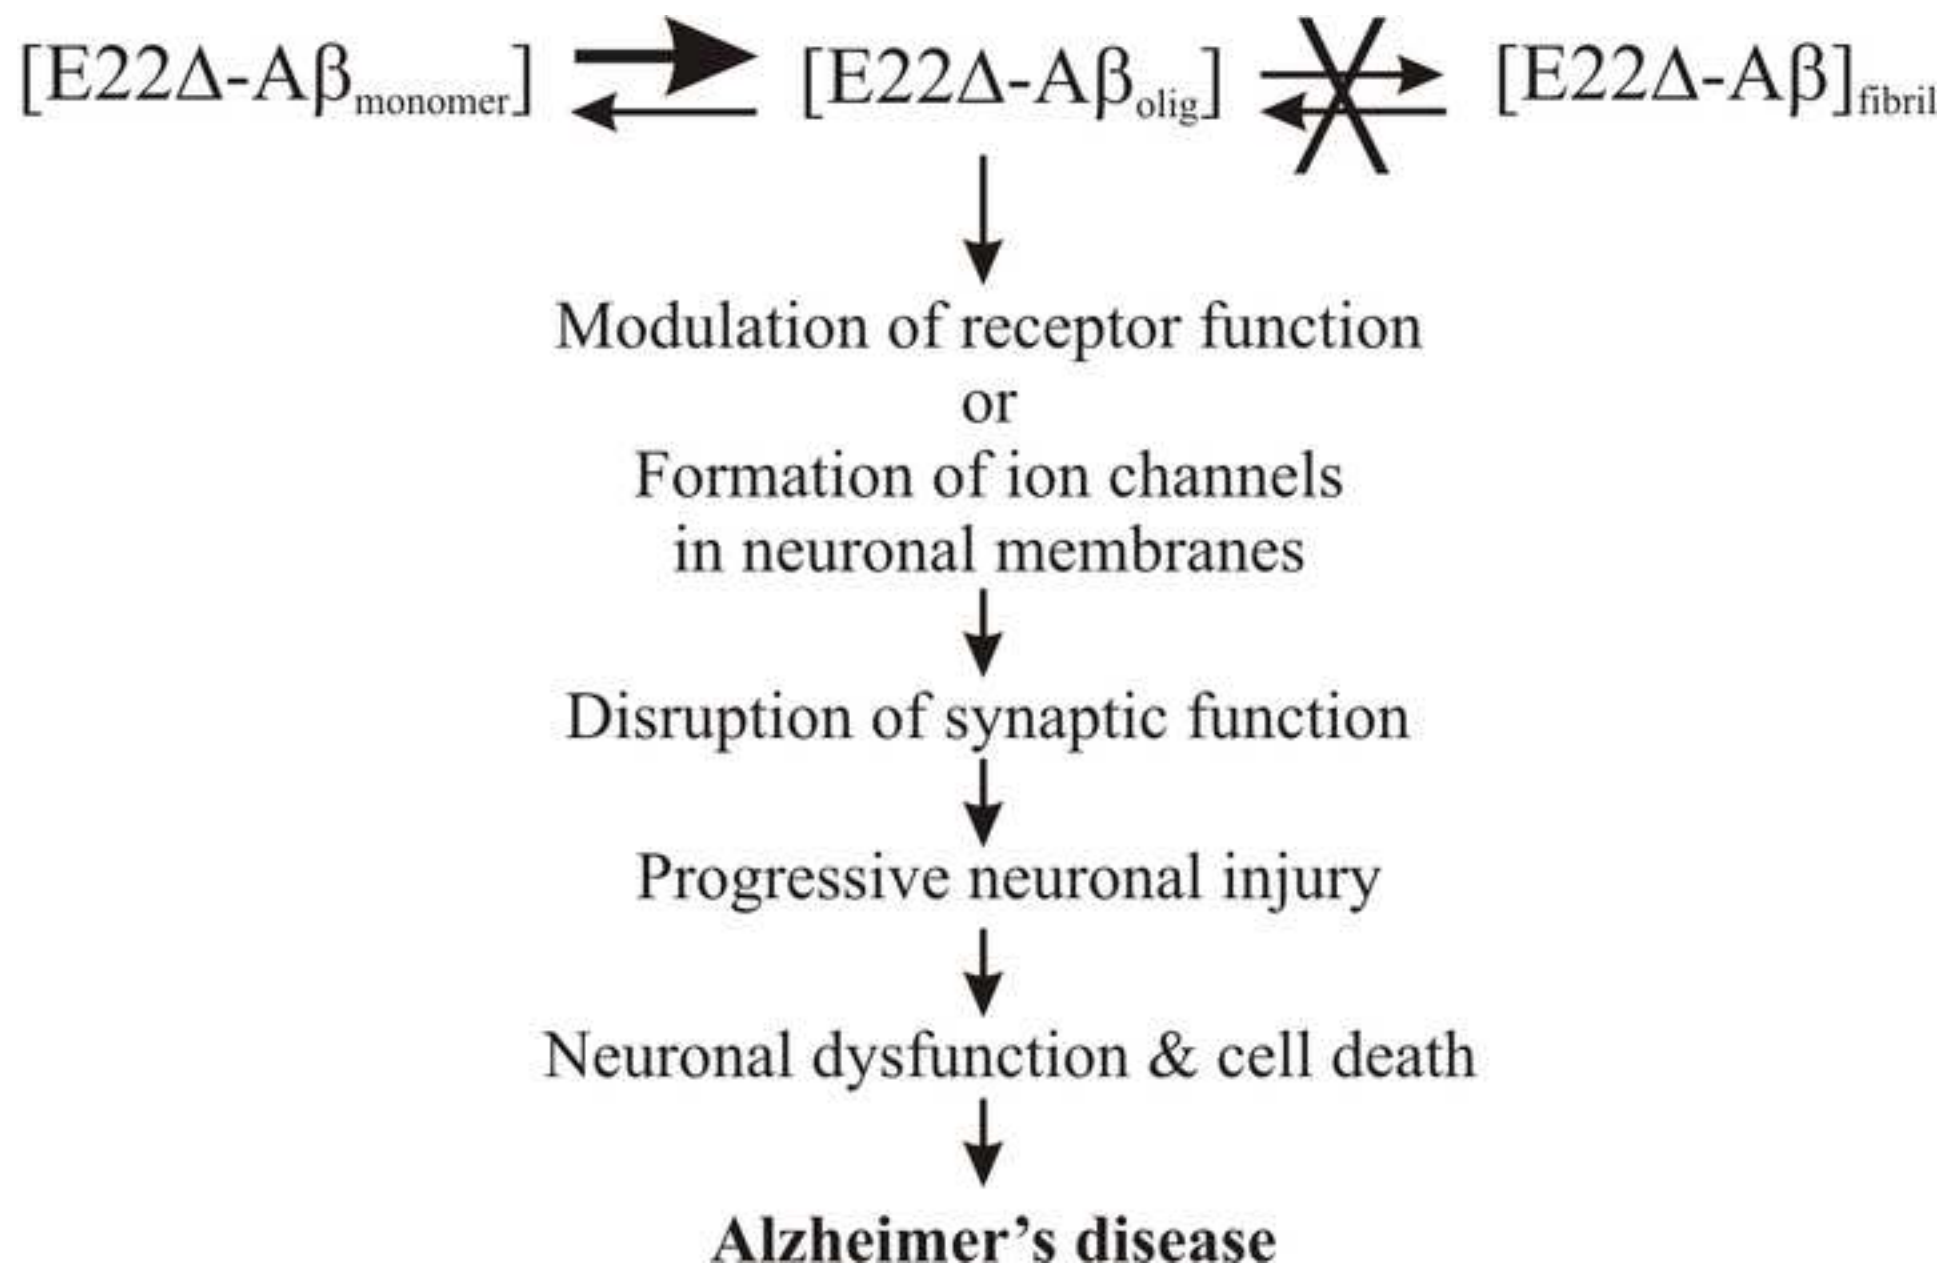 [E22Δ-Aβmonomer] [E22Δ-Aβolig] [E22Δ-Aβ]fibril
Modulation of receptor function
or
Formation of ion channels
in neuronal membranes
Disruption of synaptic function
Progressive neuronal injury
Neuronal dysfunction & cell death
Alzheimer’s disease